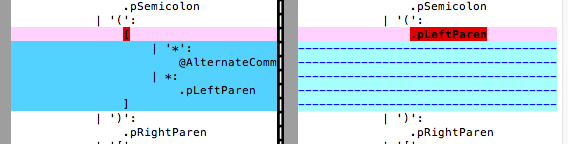 .pSemicolon
| '(':
[
| '*':
@AlternateComm
| *:
.pLeftParen
]
| ')':
.pRightParen
.pSemicolon
| '(':
.pLeftParen
| ')':
.pRightParen